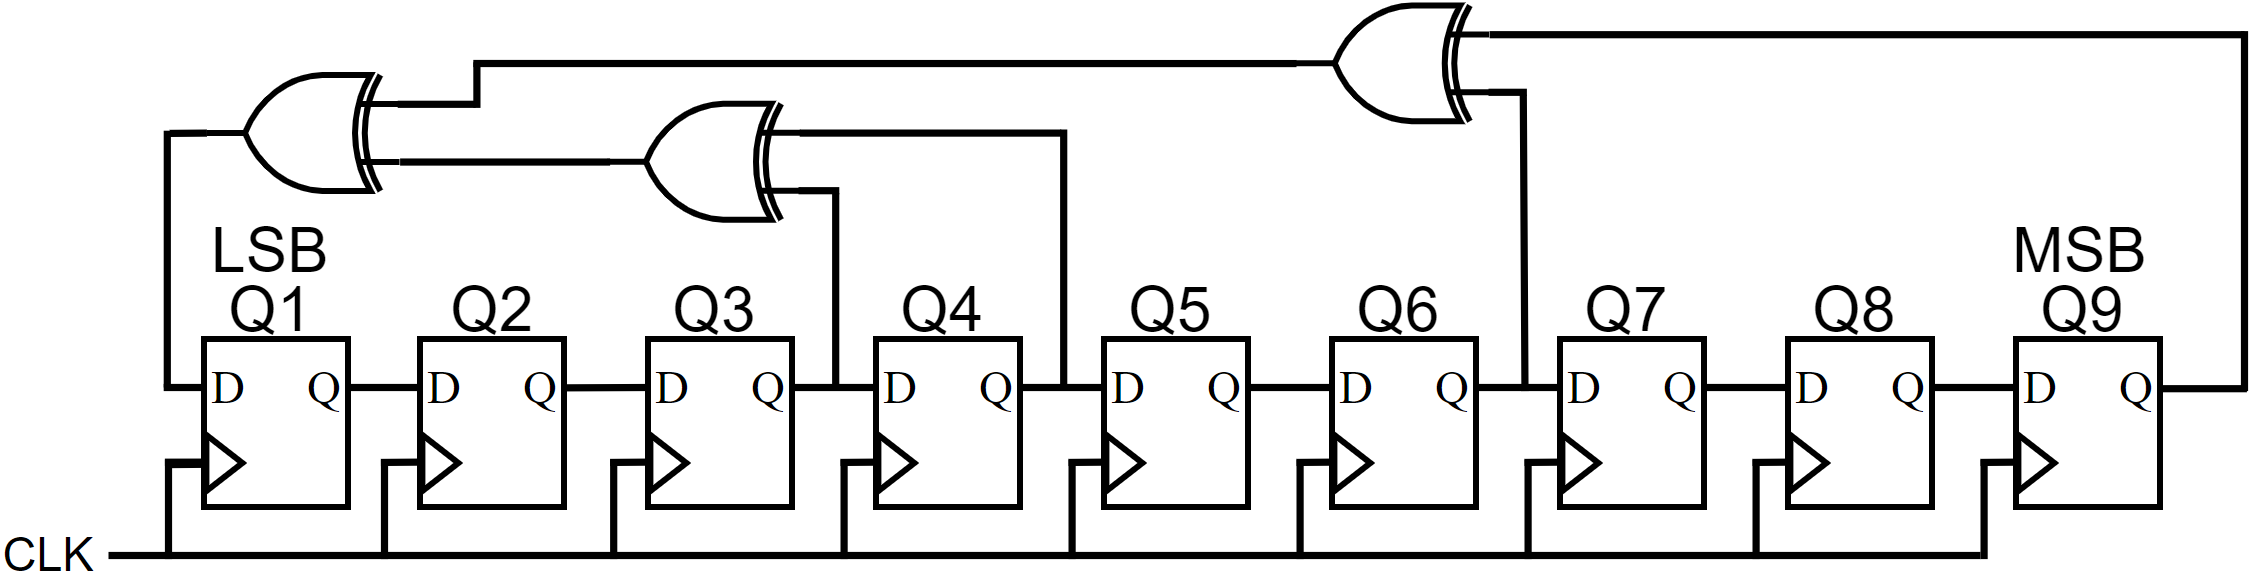 LSB MSB
Q1 Q2 Q3 Q4 Q5 Q6 Q7 Q8 Q9
D Q D Q D Q D Q D Q D Q D Q D Q D Q
CLK